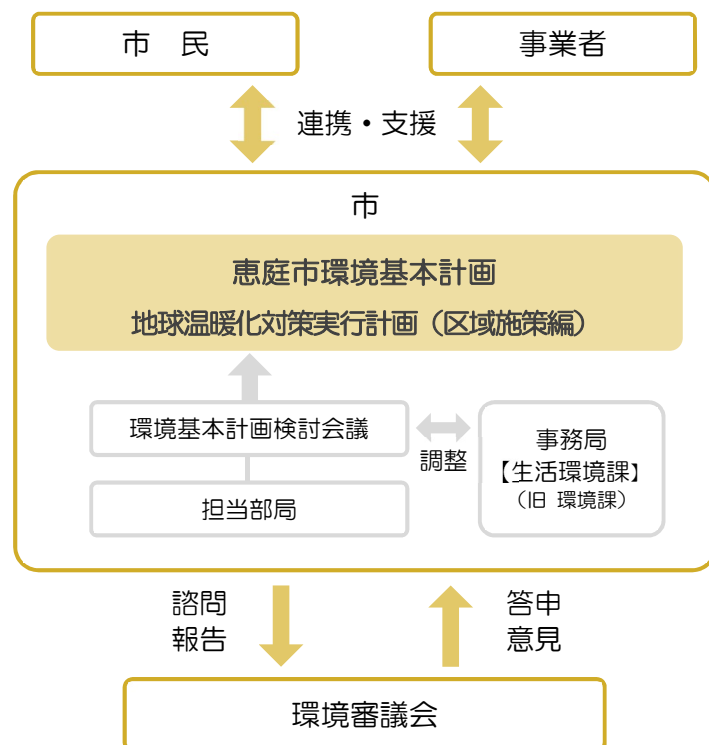 市　民
事業者
連携・支援
市
恵庭市環境基本計画
地球温暖化対策実行計画（区域施策編）
環境基本計画検討会議
調整
事務局
【生活環境課】
（旧 環境課）
担当部局
諮問
報告
答申
意見
環境審議会